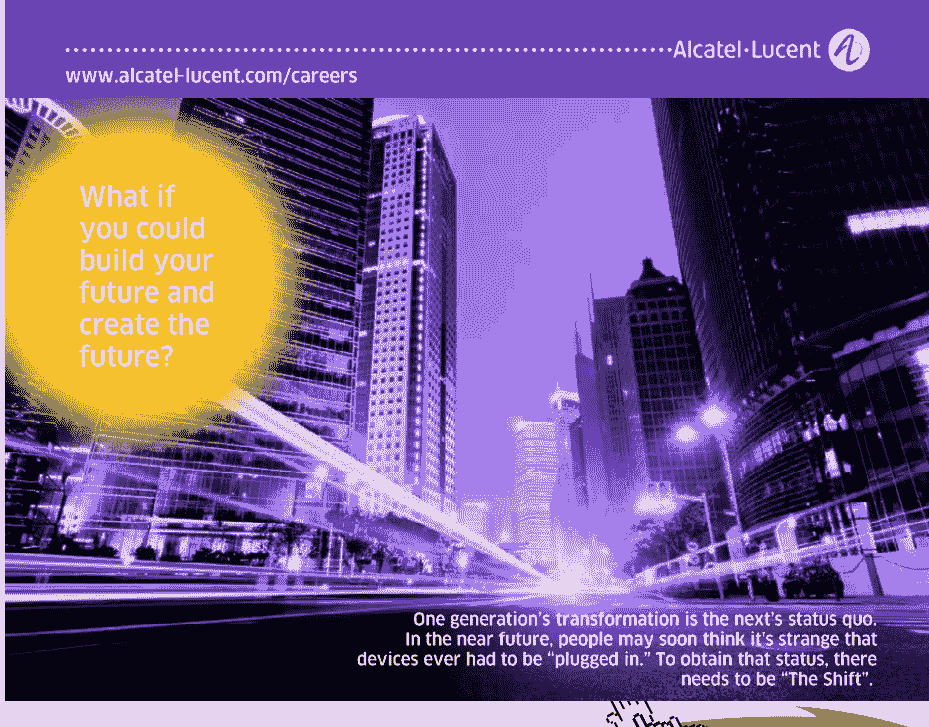 Alcatel·Lucent
www.alcatel-lucent.com/careers
What if
you could
build your
future and
create the
future?
One generation's transformation is the next's status quo.
In the near future, people may soon think it's strange that
devices ever had to be "plugged in." To obtain that status, there
needs to be "The Shift".